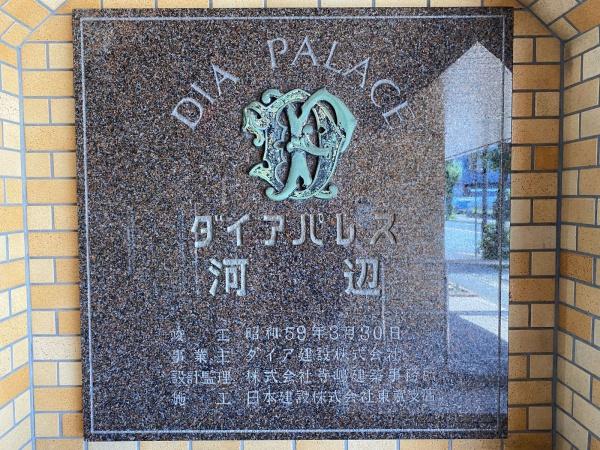 DIA PALACE
ダイアパレス
河辺
竣工 昭和59年3月30日
事業主 ダイア建設株式会社
設計監理 株式会社寺嶋建築事務所
施工 日本建設株式会社東京支店